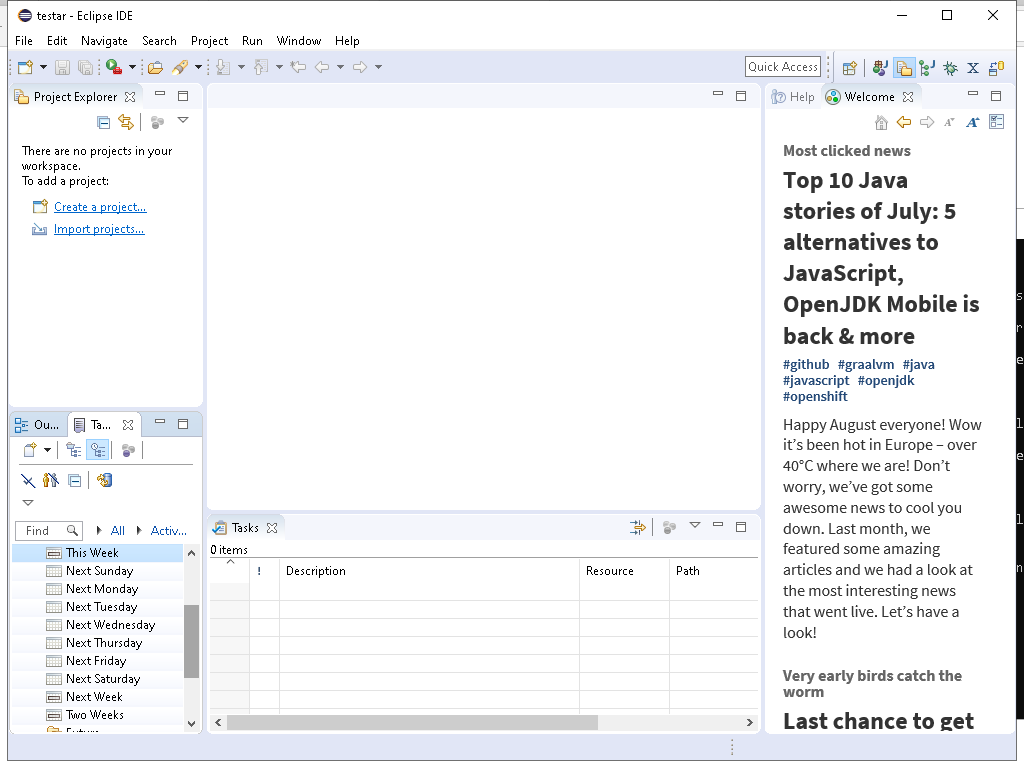 testar - Eclipse IDE
File Edit Navigate Search Project Run Window Help
Quick Access
Project Explorer
There are no projects in your
workspace.
To add a project:
Create a project...
Import projects...
Ou...
Ta...
Find
All
Activ...
This Week
Next Sunday
Next Monday
Next Tuesday
Next Wednesday
Next Thursday
Next Friday
Next Saturday
Next Week
Two Weeks
Future
Tasks
0 items
! Description Resource Path
Help
Welcome
Most clicked news
Top 10 Java
stories of July: 5
alternatives to
JavaScript,
OpenJDK Mobile is
back & more
#github #graalvm #java
#javascript #openjdk
#openshift
Happy August everyone! Wow
it’s been hot in Europe – over
40°C where we are! Don’t
worry, we’ve got some
awesome news to cool you
down. Last month, we
featured some amazing
articles and we had a look at
the most interesting news
that went live. Let’s have a
look!
Very early birds catch the
worm
Last chance to get